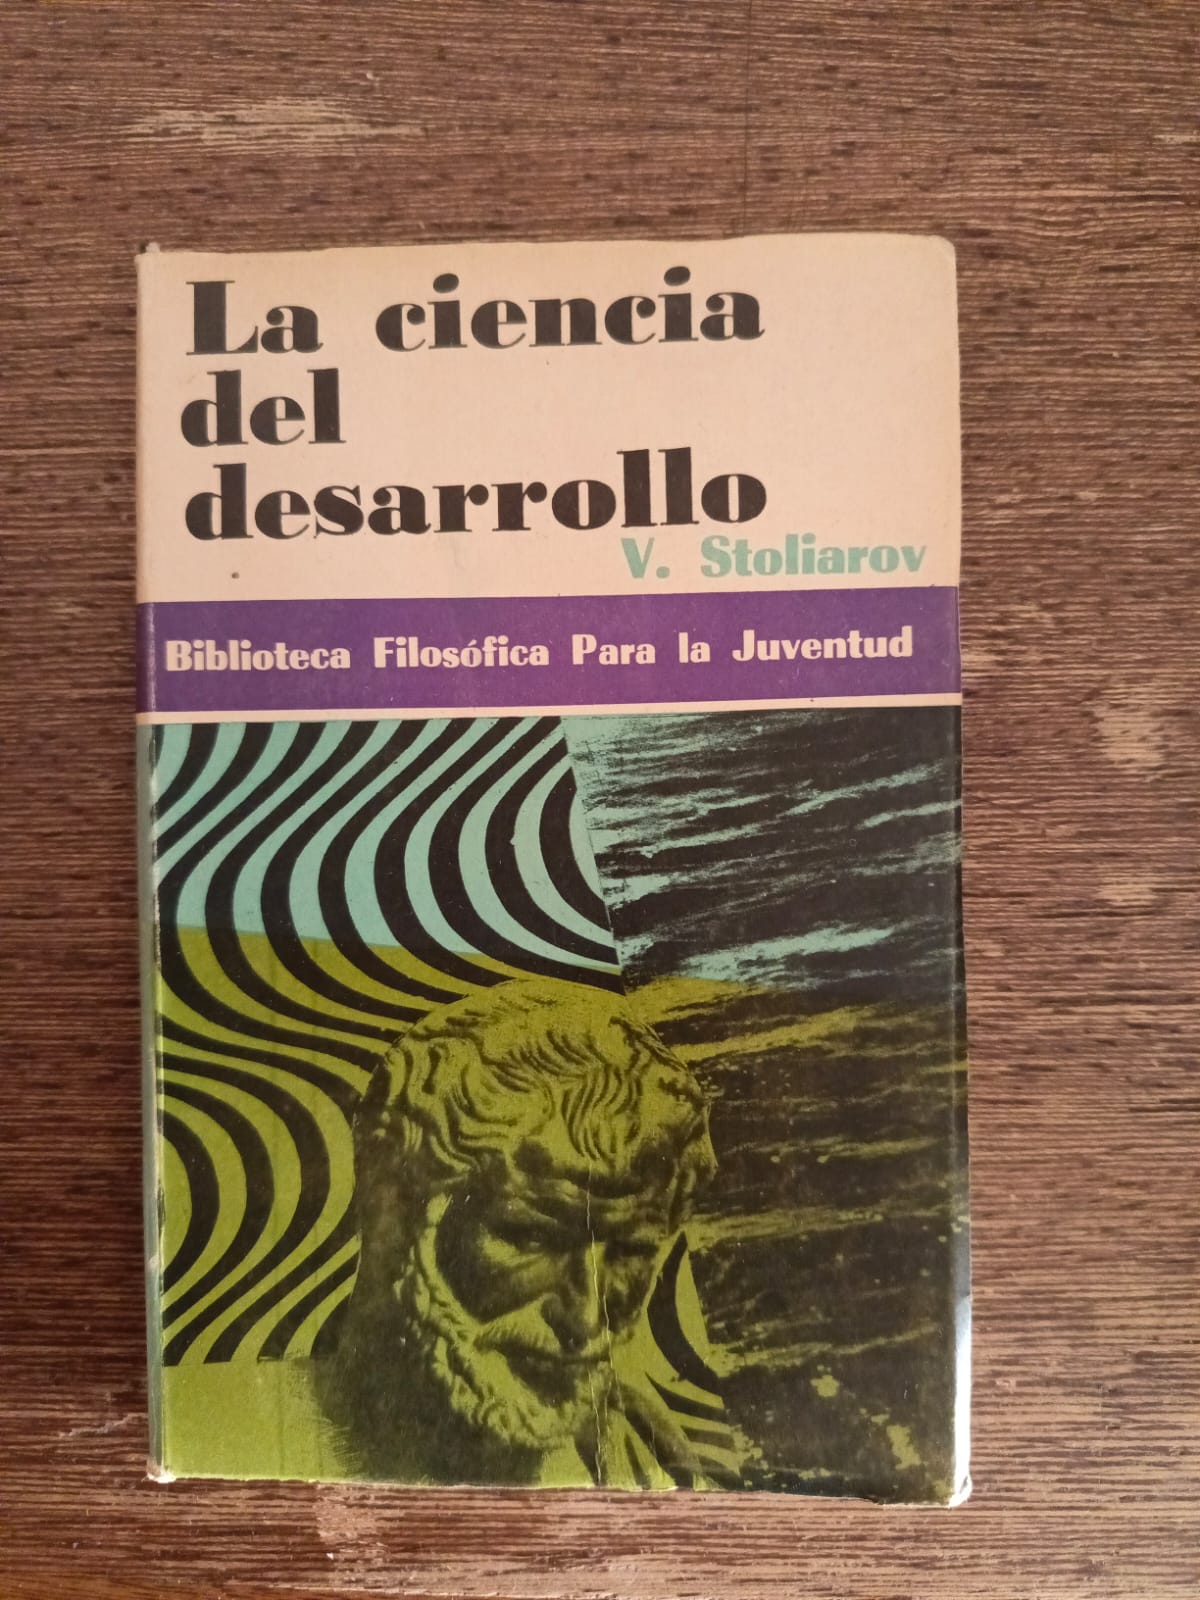 La ciencia
del
desarrollo
V. Stoliarov
Biblioteca Filosófica Para la Juventud